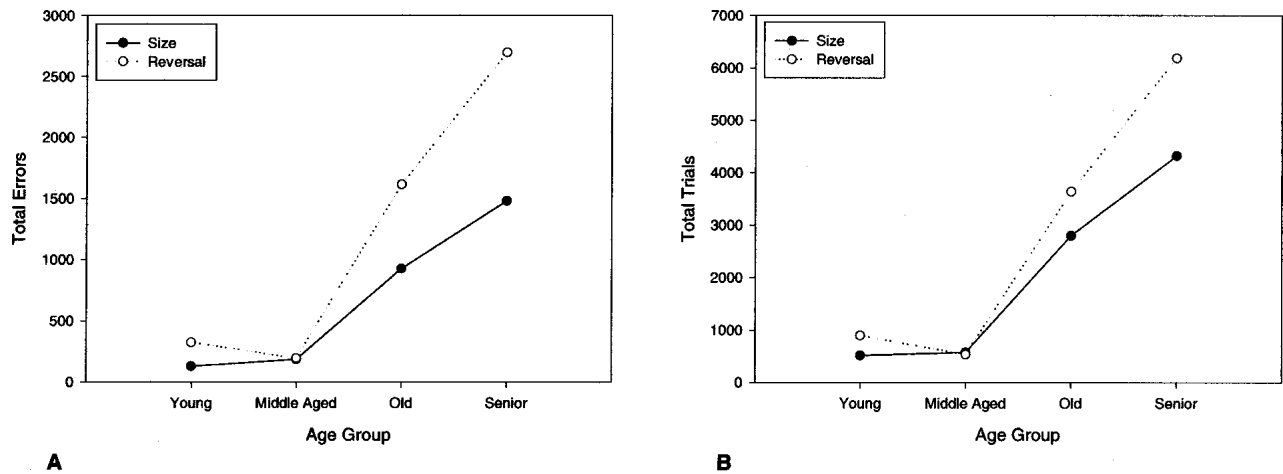 3000
2500
2000
1500
1000
500
0
Total Errors
Size
Reversal
Young Middle Aged Old Senior
Age Group
A
7000
6000
5000
4000
3000
2000
1000
0
Total Trials
Size
Reversal
Young Middle Aged Old Senior
Age Group
B